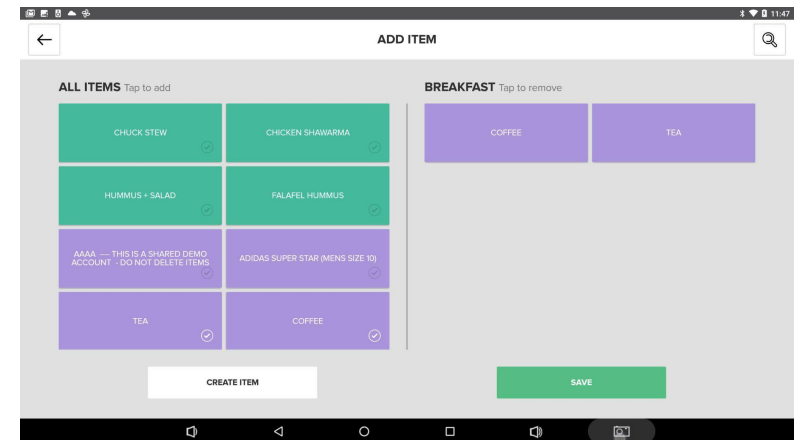 11:47
ADD ITEM
ALL ITEMS Tap to add
BREAKFAST Tap to remove
CHUCK STEW
CHICKEN SHAWARMA
COFFEE
TEA
HUMMUS + SALAD
FALAFEL HUMMUS
AAAA --- THIS IS A SHARED DEMO
ACCOUNT - DO NOT DELETE ITEMS
ADIDAS SUPER STAR (MENS SIZE 10)
TEA
COFFEE
CREATE ITEM
SAVE